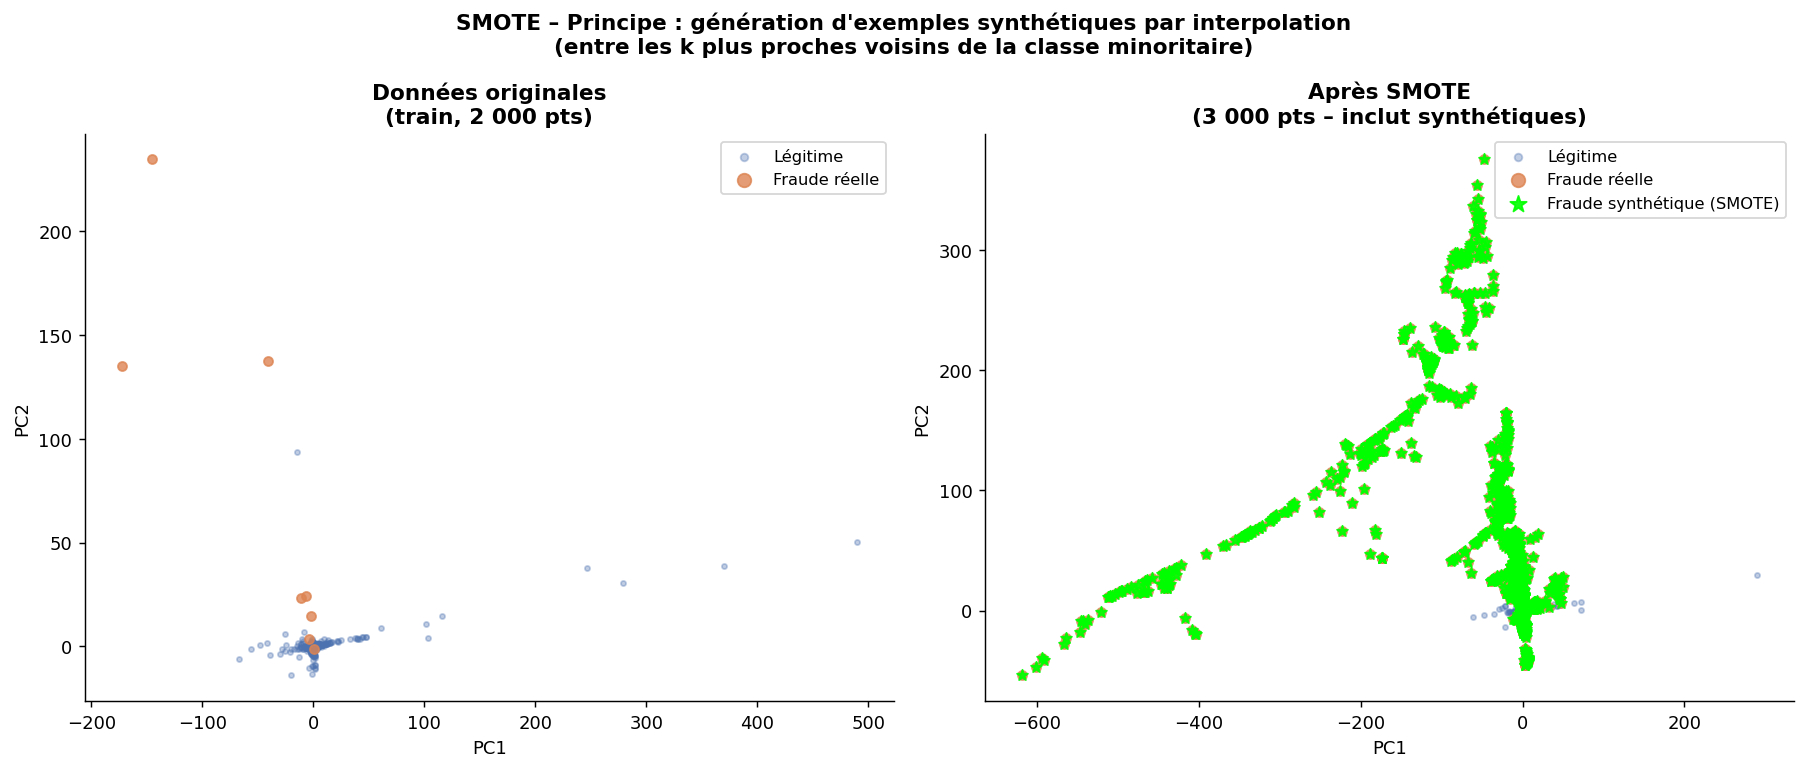 SMOTE – Principe : génération d'exemples synthétiques par interpolation
(entre les k plus proches voisins de la classe minoritaire)
Données originales
(train, 2 000 pts)
Légitime
Fraude réelle
200
150
100
50
0
PC2
−200
−100
0
100
200
300
400
500
PC1
Après SMOTE
(3 000 pts – inclut synthétiques)
Légitime
Fraude réelle
Fraude synthétique (SMOTE)
300
200
100
0
PC2
−600
−400
−200
0
200
PC1